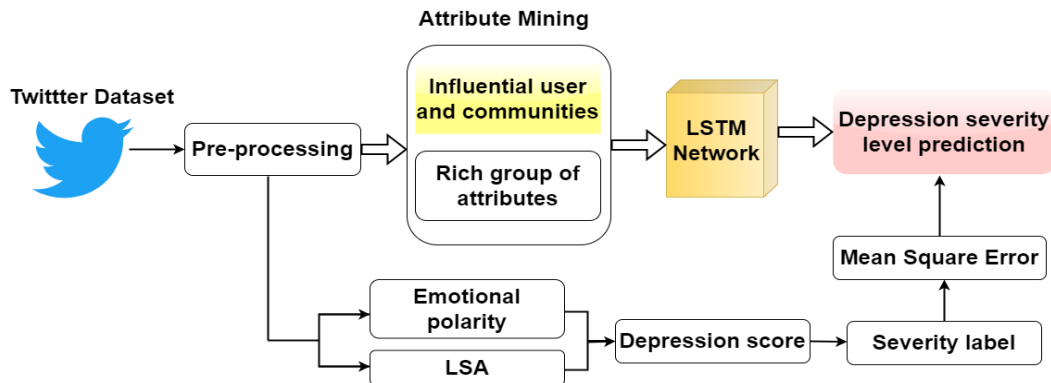 Attribute Mining
Twittter Dataset
Pre-processing
Influential user
and communities
Rich group of
attributes
LSTM
Network
Depression severity
level prediction
Mean Square Error
Emotional
polarity
LSA
Depression score
Severity label